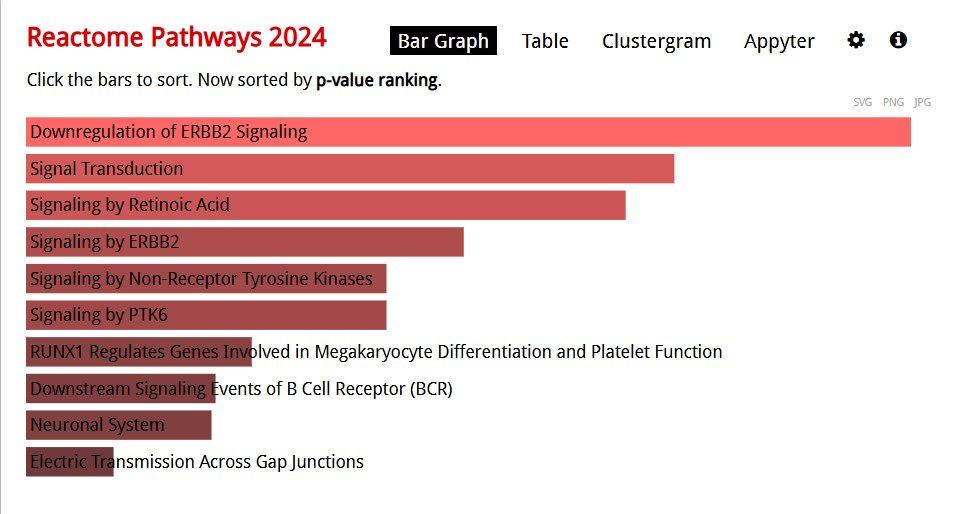 Reactome Pathways 2024
Bar Graph Table Clustergram Appyter
Click the bars to sort. Now sorted by p-value ranking.
SVG PNG JPG
Downregulation of ERBB2 Signaling
Signal Transduction
Signaling by Retinoic Acid
Signaling by ERBB2
Signaling by Non-Receptor Tyrosine Kinases
Signaling by PTK6
RUNX1 Regulates Genes Involved in Megakaryocyte Differentiation and Platelet Function
Downstream Signaling Events of B Cell Receptor (BCR)
Neuronal System
Electric Transmission Across Gap Junctions